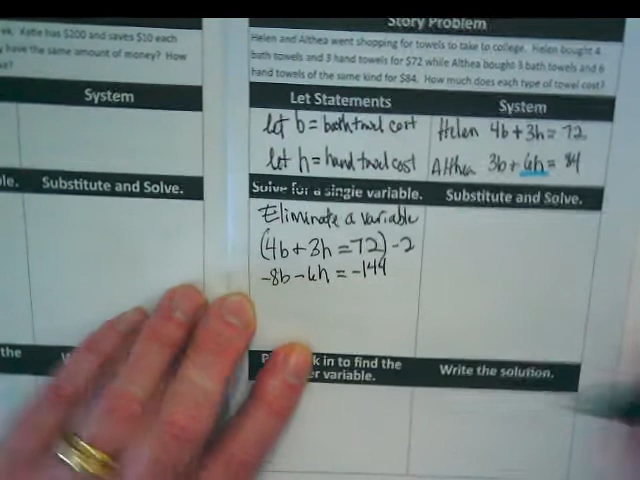 Katie has $200 and saves $10 each
have the same amount of money? How
System
Substitute and Solve.
the
Story Problem
Helen and Althea went shopping for towels to take to college. Helen bought 4
bath towels and 3 hand towels for $72 while Althea bought 3 bath towels and 6
hand towels of the same kind for $84. How much does each type of towel cost?
Let Statements
System
let b = bath towel cost
let h = hand towel cost
Helen 4b+3h=72
Althea 3b+6h=84
Solve for a single variable.
Substitute and Solve.
Eliminate a variable
(4b+3h=72)-2
-8b-6h=-144
in to find the
variable.
Write the solution.